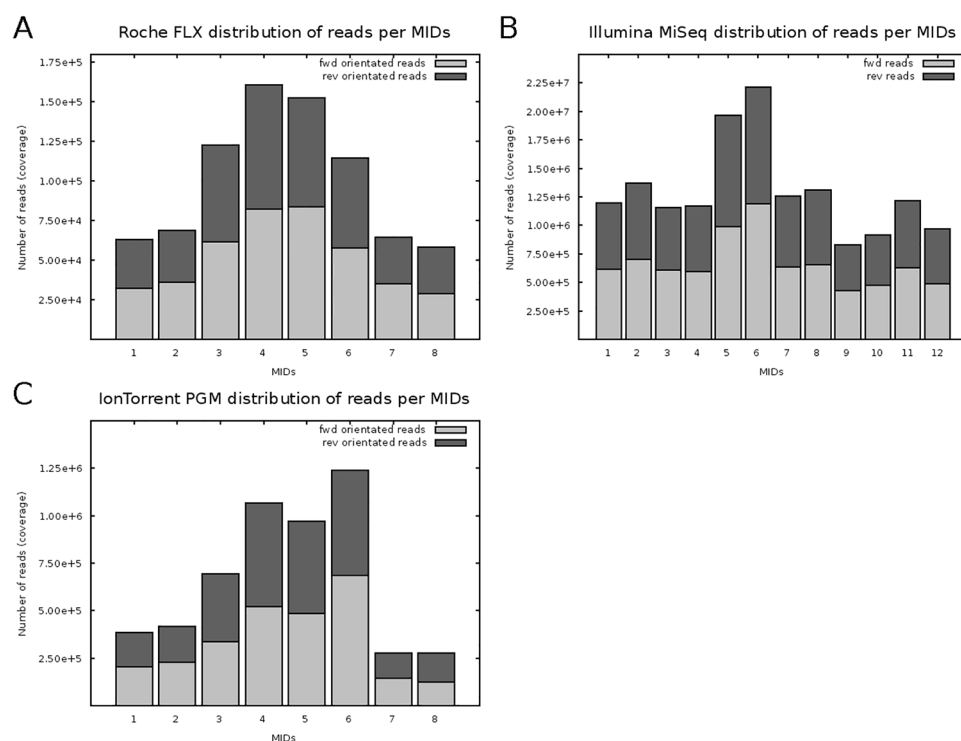 A
Roche FLX distribution of reads per MIDs
fwd orientated reads
rev orientated reads
Number of reads (coverage)
1.75e+5
1.50e+5
1.25e+5
1.00e+5
7.50e+4
5.00e+4
2.50e+4
1 2 3 4 5 6 7 8
MIDs
B
Illumina MiSeq distribution of reads per MIDs
fwd reads
rev reads
Number of reads (coverage)
2.25e+7
2.00e+7
1.75e+6
1.50e+6
1.25e+6
1.00e+6
7.50e+5
5.00e+5
2.50e+5
1 2 3 4 5 6 7 8 9 10 11 12
MIDs
C
IonTorrent PGM distribution of reads per MIDs
fwd orientated reads
rev orientated reads
Number of reads (coverage)
1.25e+6
1.00e+6
7.50e+5
5.00e+5
2.50e+5
1 2 3 4 5 6 7 8
MIDs